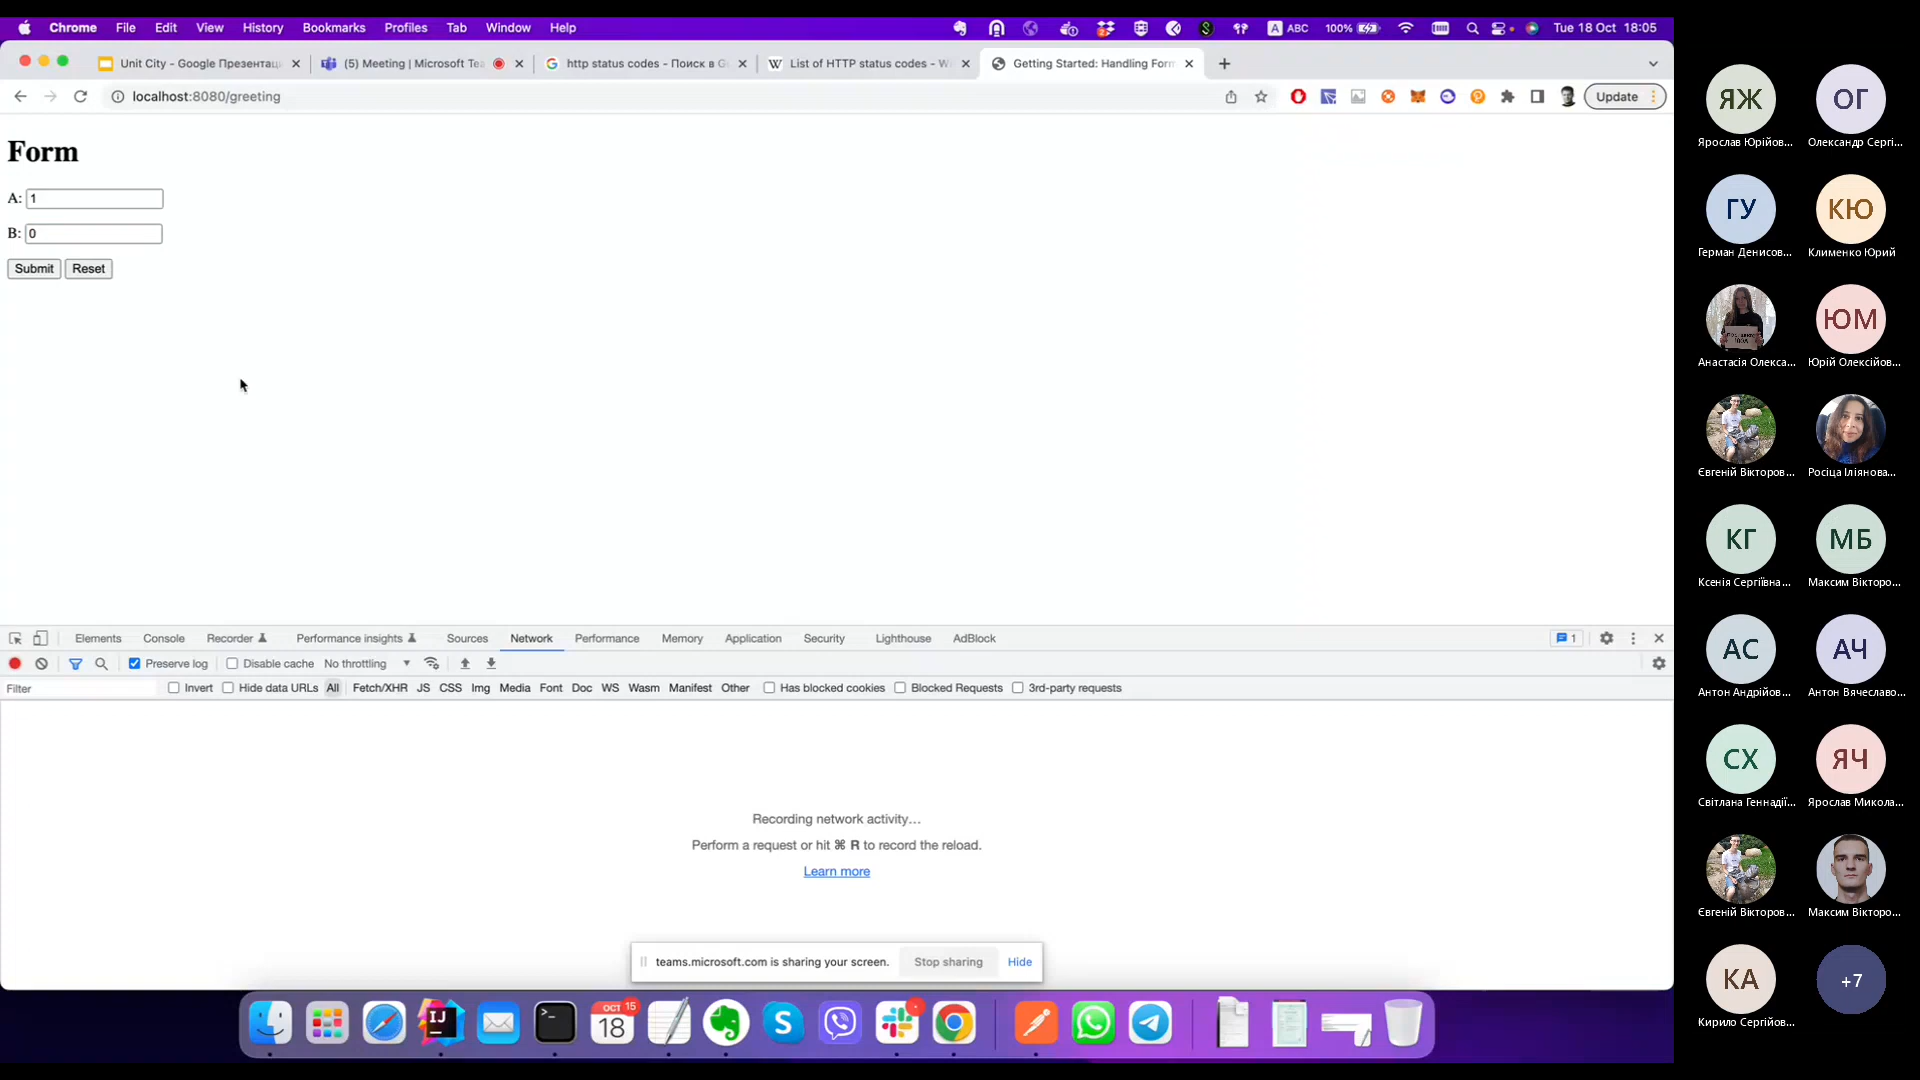 Chrome File Edit View History Bookmarks Profiles Tab Window Help A ABC 100% Tue 18 Oct 18:05
Unit City - Google Презентаці (5) Meeting | Microsoft Tea http status codes - Поиск в G List of HTTP status codes - W Getting Started: Handling Form
localhost:8080/greeting Update
Form
A: 1
B: 0
Submit Reset
Elements Console Recorder Performance insights Sources Network Performance Memory Application Security Lighthouse AdBlock 1
Preserve log Disable cache No throttling
Filter Invert Hide data URLs All Fetch/XHR JS CSS Img Media Font Doc WS Wasm Manifest Other Has blocked cookies Blocked Requests 3rd-party requests
Recording network activity…
Perform a request or hit ⌘ R to record the reload.
Learn more
teams.microsoft.com is sharing your screen. Stop sharing Hide
OCT 15
18
IJ
ЯЖ ОГ
Ярослав Юрійов... Олександр Сергі...
ГУ КЮ
Герман Денисов... Клименко Юрий
ЮМ
Анастасія Олекса... Юрій Олексійов...
Євгеній Вікторов... Росіца Іліянова...
КГ МБ
Ксенія Сергіївна... Максим Вікторо...
АС АЧ
Антон Андрійов... Антон Вячеславо...
СХ ЯЧ
Світлана Геннадії... Ярослав Микола...
Євгеній Вікторов... Максим Вікторо...
КА +7
Кирило Сергійов...